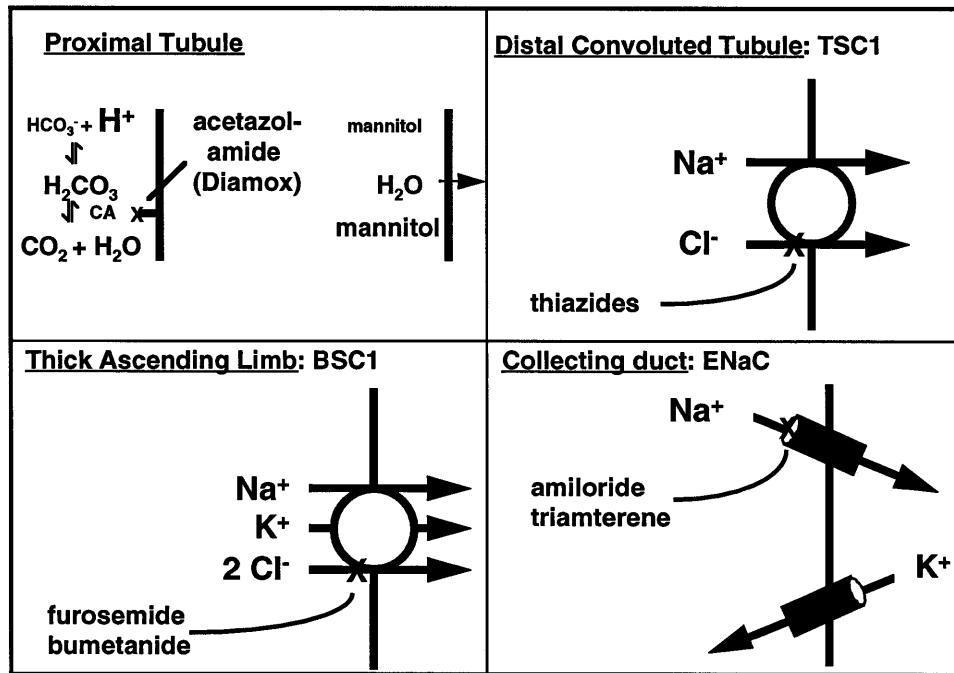 Proximal Tubule
HCO₃⁻ + H⁺
⇌
H₂CO₃
⇌ CA X
CO₂ + H₂O
acetazol-
amide
(Diamox)
mannitol
H₂O
mannitol
Distal Convoluted Tubule: TSC1
Na⁺
Cl⁻
X
thiazides
Thick Ascending Limb: BSC1
Na⁺
K⁺
2 Cl⁻
X
furosemide
bumetanide
Collecting duct: ENaC
Na⁺
X
amiloride
triamterene
K⁺